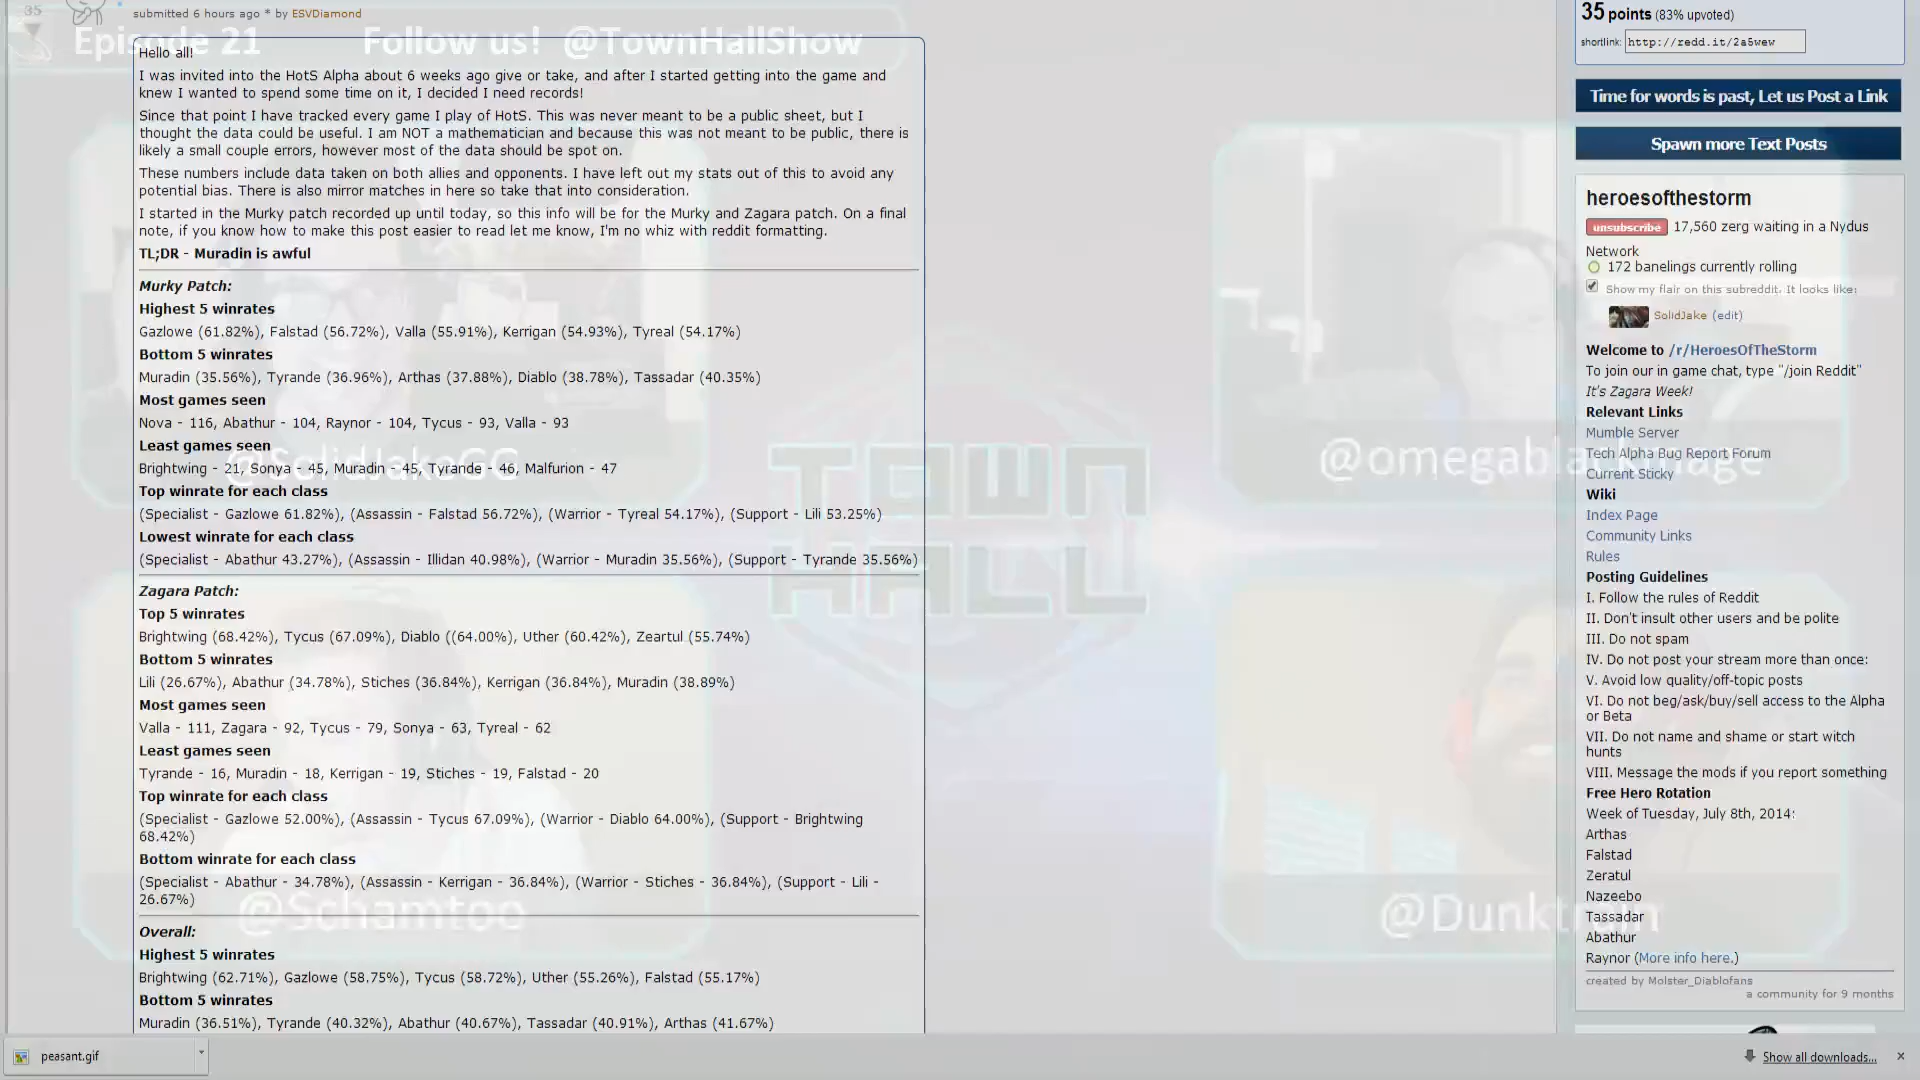 35
submitted 6 hours ago * by ESVDiamond
Episode 21 Follow us! @TownHallShow
Hello all!
I was invited into the HotS Alpha about 6 weeks ago give or take, and after I started getting into the game and
knew I wanted to spend some time on it, I decided I need records!
Since that point I have tracked every game I play of HotS. This was never meant to be a public sheet, but I
thought the data could be useful. I am NOT a mathematician and because this was not meant to be public, there is
likely a small couple errors, however most of the data should be spot on.
These numbers include data taken on both allies and opponents. I have left out my stats out of this to avoid any
potential bias. There is also mirror matches in here so take that into consideration.
I started in the Murky patch recorded up until today, so this info will be for the Murky and Zagara patch. On a final
note, if you know how to make this post easier to read let me know, I'm no whiz with reddit formatting.
TL;DR - Muradin is awful
Murky Patch:
Highest 5 winrates
Gazlowe (61.82%), Falstad (56.72%), Valla (55.91%), Kerrigan (54.93%), Tyreal (54.17%)
Bottom 5 winrates
Muradin (35.56%), Tyrande (36.96%), Arthas (37.88%), Diablo (38.78%), Tassadar (40.35%)
Most games seen
Nova - 116, Abathur - 104, Raynor - 104, Tycus - 93, Valla - 93
Least games seen
Brightwing - 21, Sonya - 45, Muradin - 45, Tyrande - 46, Malfurion - 47
@SolidJakeGG
Top winrate for each class
(Specialist - Gazlowe 61.82%), (Assassin - Falstad 56.72%), (Warrior - Tyreal 54.17%), (Support - Lili 53.25%)
Lowest winrate for each class
(Specialist - Abathur 43.27%), (Assassin - Illidan 40.98%), (Warrior - Muradin 35.56%), (Support - Tyrande 35.56%)
Zagara Patch:
Top 5 winrates
Brightwing (68.42%), Tycus (67.09%), Diablo ((64.00%), Uther (60.42%), Zeartul (55.74%)
Bottom 5 winrates
Lili (26.67%), Abathur (34.78%), Stiches (36.84%), Kerrigan (36.84%), Muradin (38.89%)
Most games seen
Valla - 111, Zagara - 92, Tycus - 79, Sonya - 63, Tyreal - 62
Least games seen
Tyrande - 16, Muradin - 18, Kerrigan - 19, Stiches - 19, Falstad - 20
Top winrate for each class
(Specialist - Gazlowe 52.00%), (Assassin - Tycus 67.09%), (Warrior - Diablo 64.00%), (Support - Brightwing
68.42%)
Bottom winrate for each class
(Specialist - Abathur - 34.78%), (Assassin - Kerrigan - 36.84%), (Warrior - Stiches - 36.84%), (Support - Lili -
26.67%)
@Schamtoo
Overall:
Highest 5 winrates
Brightwing (62.71%), Gazlowe (58.75%), Tycus (58.72%), Uther (55.26%), Falstad (55.17%)
Bottom 5 winrates
Muradin (36.51%), Tyrande (40.32%), Abathur (40.67%), Tassadar (40.91%), Arthas (41.67%)
TOWN
HALL
@omegablackmage
@Dunktrain
35 points (83% upvoted)
shortlink: http://redd.it/2a5wew
Time for words is past, Let us Post a Link
Spawn more Text Posts
heroesofthestorm
unsubscribe 17,560 zerg waiting in a Nydus
Network
172 banelings currently rolling
Show my flair on this subreddit. It looks like:
SolidJake (edit)
Welcome to /r/HeroesOfTheStorm
To join our in game chat, type "/join Reddit"
It's Zagara Week!
Relevant Links
Mumble Server
Tech Alpha Bug Report Forum
Current Sticky
Wiki
Index Page
Community Links
Rules
Posting Guidelines
I. Follow the rules of Reddit
II. Don't insult other users and be polite
III. Do not spam
IV. Do not post your stream more than once:
V. Avoid low quality/off-topic posts
VI. Do not beg/ask/buy/sell access to the Alpha
or Beta
VII. Do not name and shame or start witch
hunts
VIII. Message the mods if you report something
Free Hero Rotation
Week of Tuesday, July 8th, 2014:
Arthas
Falstad
Zeratul
Nazeebo
Tassadar
Abathur
Raynor (More info here.)
created by Molster_Diablofans
a community for 9 months
peasant.gif
Show all downloads...